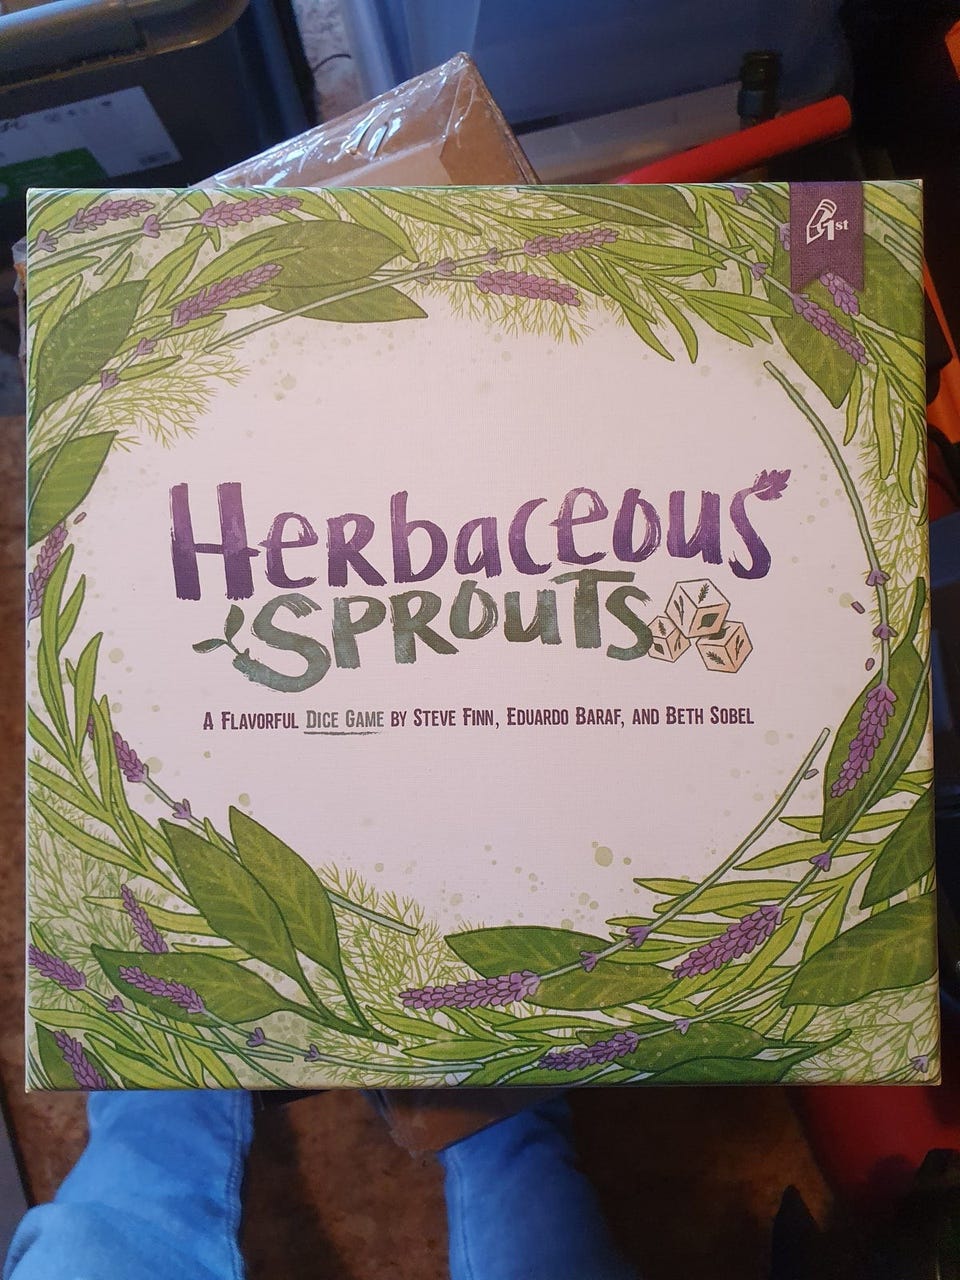 1st
Herbaceous
Sprouts
A Flavorful Dice Game by Steve Finn, Eduardo Baraf, and Beth Sobel